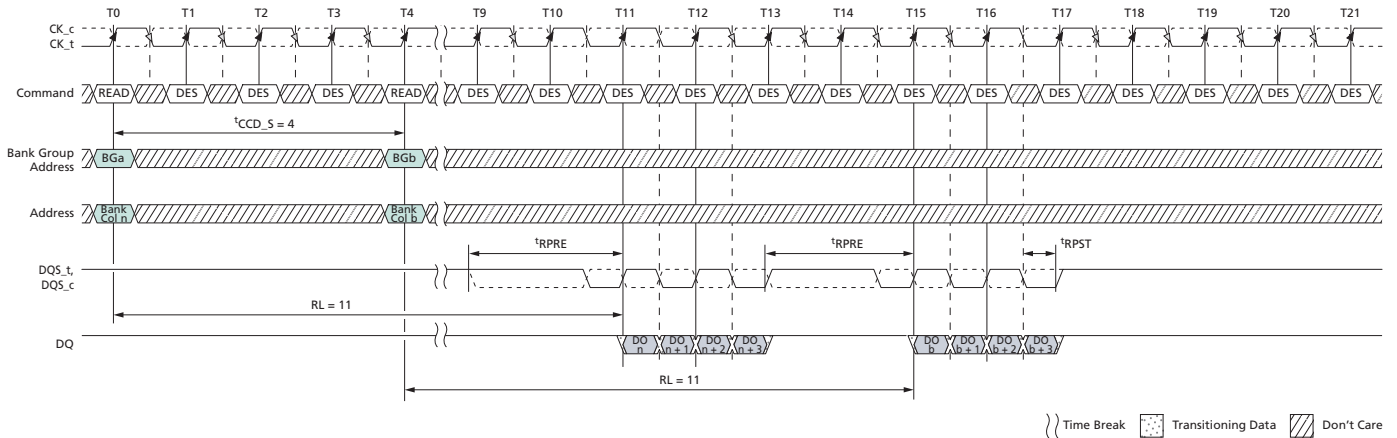 T0 T1 T2 T3 T4 T9 T10 T11 T12 T13 T14 T15 T16 T17 T18 T19 T20 T21
CK_c
CK_t
Command READ DES DES DES READ DES DES DES DES DES DES DES DES DES DES DES DES DES
tCCD_S = 4
Bank Group
Address
BGa BGb
Address
Bank
Col n
Bank
Col b
tRPRE tRPRE tRPST
DQS_t,
DQS_c
RL = 11
DQ
DO
n
DO
n + 1
DO
n + 2
DO
n + 3
DO
b
DO
b + 1
DO
b + 2
DO
b + 3
RL = 11
Time Break Transitioning Data Don't Care